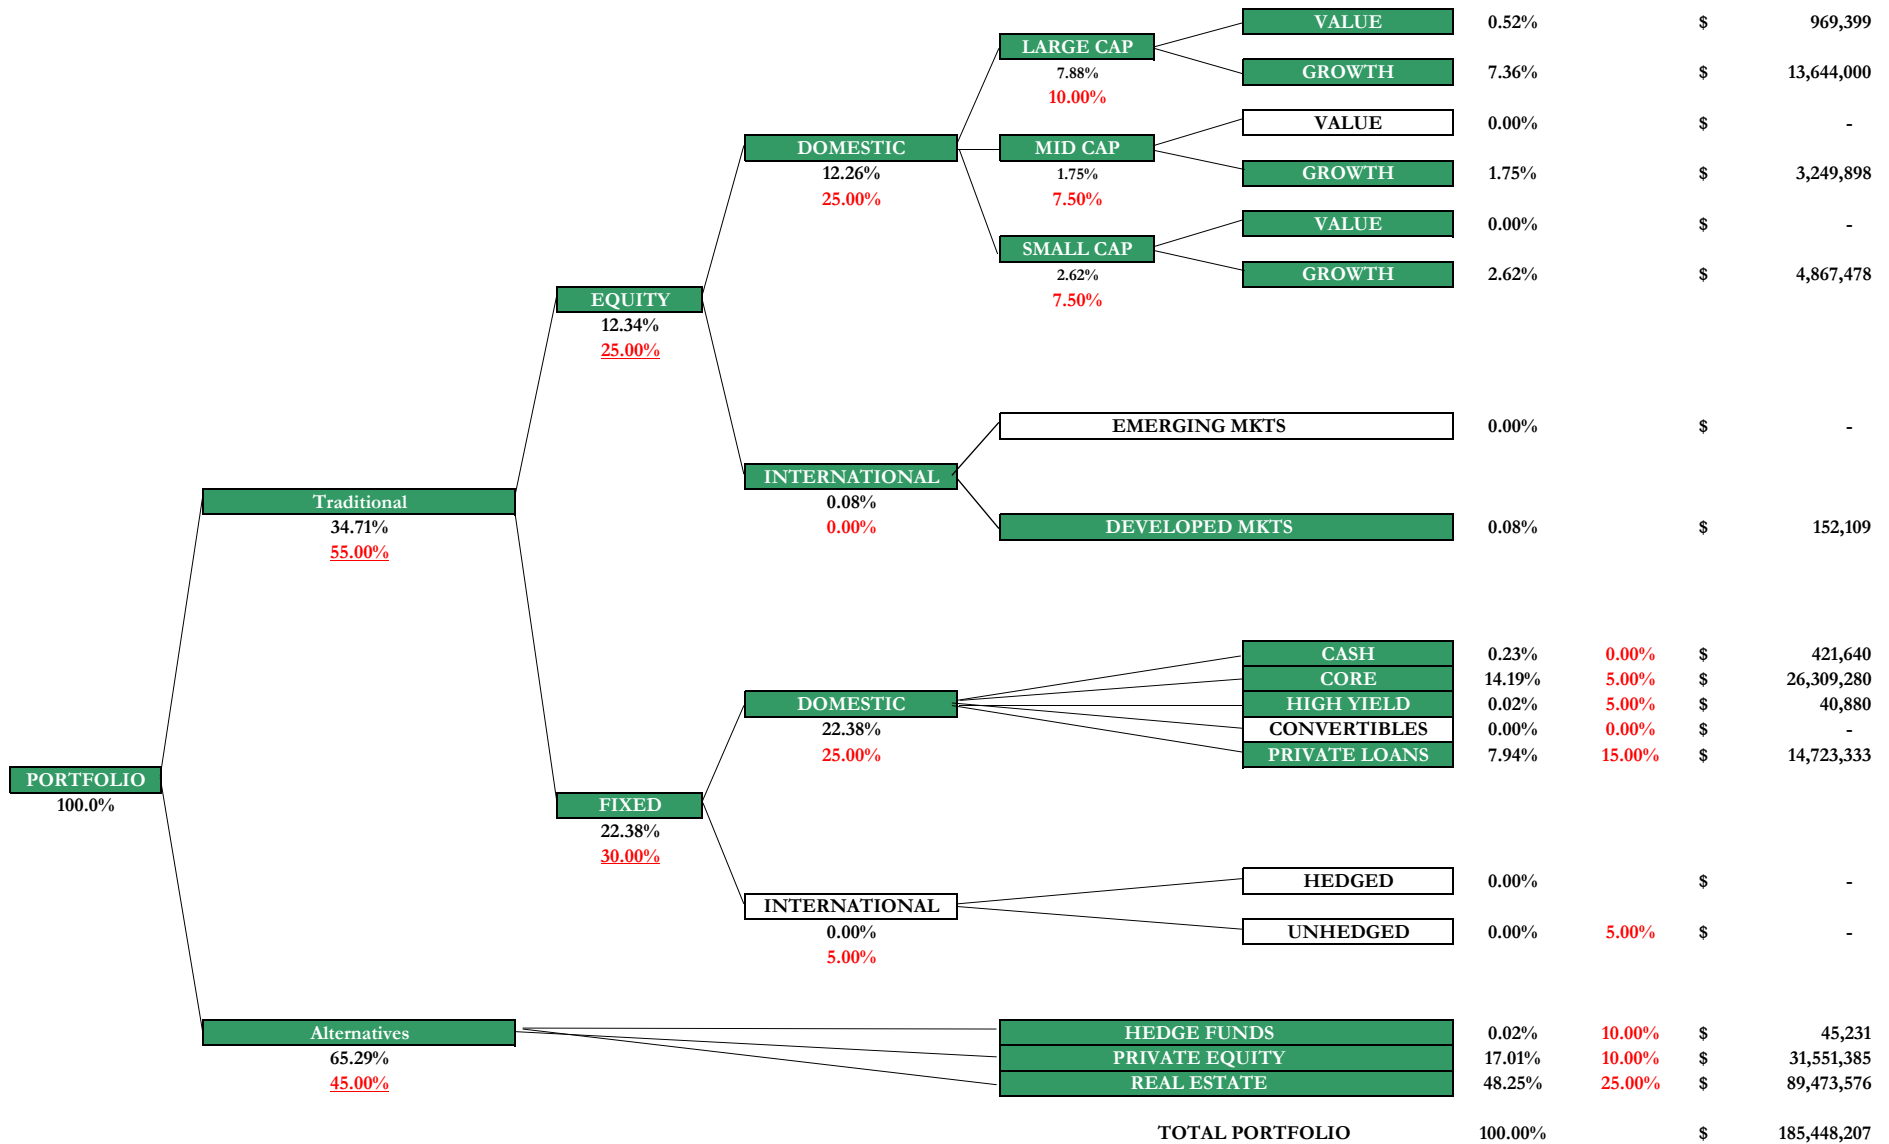 VALUE 0.52% $ 969,399
LARGE CAP
7.88% GROWTH 7.36% $ 13,644,000
10.00%
VALUE 0.00% $ -
DOMESTIC MID CAP
12.26% 1.75% GROWTH 1.75% $ 3,249,898
25.00% 7.50%
VALUE 0.00% $ -
SMALL CAP
2.62% GROWTH 2.62% $ 4,867,478
EQUITY 7.50%
12.34%
25.00%
EMERGING MKTS 0.00% $ -
INTERNATIONAL
Traditional 0.08%
34.71% 0.00% DEVELOPED MKTS 0.08% $ 152,109
55.00%
CASH 0.23% 0.00% $ 421,640
CORE 14.19% 5.00% $ 26,309,280
DOMESTIC HIGH YIELD 0.02% 5.00% $ 40,880
22.38% CONVERTIBLES 0.00% 0.00% $ -
25.00% PRIVATE LOANS 7.94% 15.00% $ 14,723,333
PORTFOLIO
100.0% FIXED
22.38%
30.00%
HEDGED 0.00% $ -
INTERNATIONAL
0.00% UNHEDGED 0.00% 5.00% $ -
5.00%
Alternatives HEDGE FUNDS 0.02% 10.00% $ 45,231
65.29% PRIVATE EQUITY 17.01% 10.00% $ 31,551,385
45.00% REAL ESTATE 48.25% 25.00% $ 89,473,576
TOTAL PORTFOLIO 100.00% $ 185,448,207